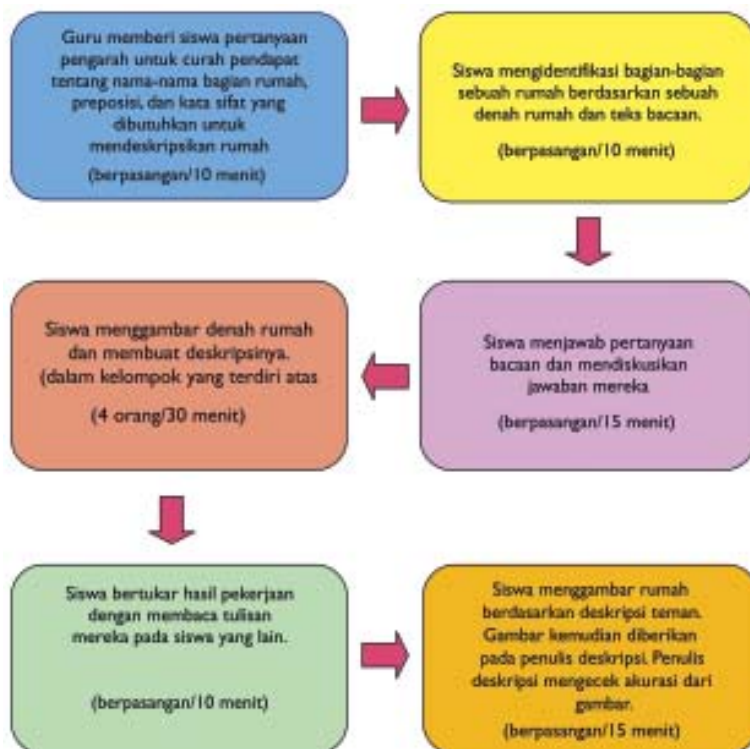 Guru memberi siswa pertanyaan
pengarah untuk curah pendapat
tentang nama-nama bagian rumah,
preposisi, dan kata sifat yang
dibutuhkan untuk
mendeskripsikan rumah
(berpasangan/10 menit)
Siswa mengidentifikasi bagian-bagian
sebuah rumah berdasarkan sebuah
denah rumah dan teks bacaan.
(berpasangan/10 menit)
Siswa menjawab pertanyaan
bacaan dan mendiskusikan
jawaban mereka
(berpasangan/15 menit)
Siswa menggambar denah rumah
dan membuat deskripsinya.
(dalam kelompok yang terdiri atas
(4 orang/30 menit)
Siswa bertukar hasil pekerjaan
dengan membaca tulisan
mereka pada siswa yang lain.
(berpasangan/10 menit)
Siswa menggambar rumah
berdasarkan deskripsi teman.
Gambar kemudian diberikan
pada penulis deskripsi. Penulis
deskripsi mengecek akurasi dari
gambar.
(berpasangan/15 menit)